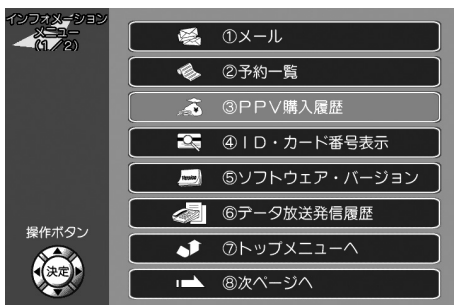 インフォメーション
メニュー
(1/2)
①メール
②予約一覧
③PPV購入履歴
④ID・カード番号表示
⑤ソフトウェア・バージョン
⑥データ放送発信履歴
⑦トップメニューへ
⑧次ページへ
操作ボタン
決定